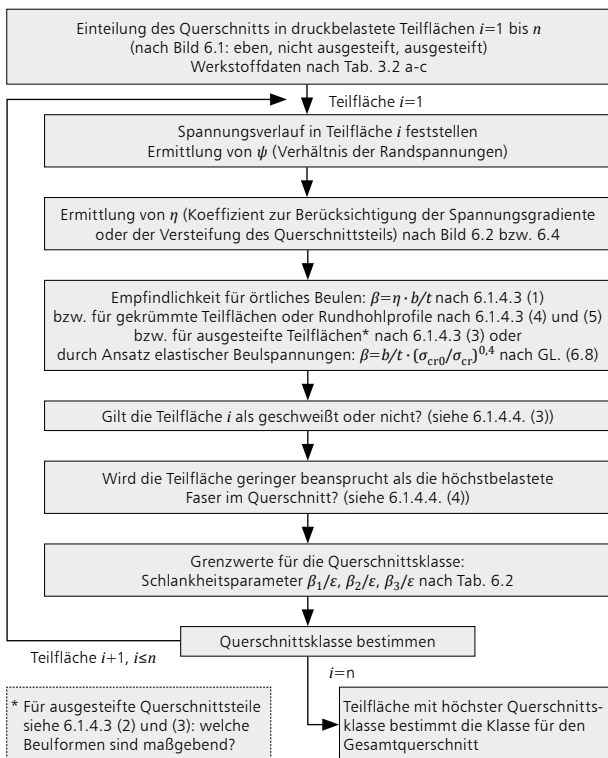 Einteilung des Querschnitts in druckbelastete Teilflächen i=1 bis n
(nach Bild 6.1: eben, nicht ausgesteift, ausgesteift)
Werkstoffdaten nach Tab. 3.2 a-c
Teilfläche i=1
Spannungsverlauf in Teilfläche i feststellen
Ermittlung von ψ (Verhältnis der Randspannungen)
Ermittlung von η (Koeffizient zur Berücksichtigung der Spannungsgradiente
oder der Versteifung des Querschnittsteils) nach Bild 6.2 bzw. 6.4
Empfindlichkeit für örtliches Beulen: β=η · b/t nach 6.1.4.3 (1)
bzw. für gekrümmte Teilflächen oder Rundhohlprofile nach 6.1.4.3 (4) und (5)
bzw. für ausgesteifte Teilflächen* nach 6.1.4.3 (3) oder
durch Ansatz elastischer Beulspannungen: β=b/t · (σcr0/σcr)^0,4 nach GL. (6.8)
Gilt die Teilfläche i als geschweißt oder nicht? (siehe 6.1.4.4. (3))
Wird die Teilfläche geringer beansprucht als die höchstbelastete
Faser im Querschnitt? (siehe 6.1.4.4. (4))
Grenzwerte für die Querschnittsklasse:
Schlankheitsparameter β1/ε, β2/ε, β3/ε nach Tab. 6.2
Querschnittsklasse bestimmen
Teilfläche i+1, i≤n
i=n
* Für ausgesteifte Querschnittsteile
siehe 6.1.4.3 (2) und (3): welche
Beulformen sind maßgebend?
Teilfläche mit höchster Querschnitts-
klasse bestimmt die Klasse für den
Gesamtquerschnitt